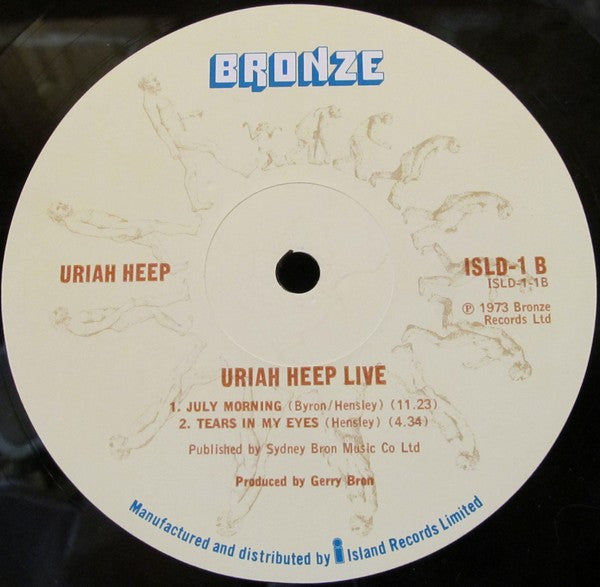 BRONZE
URIAH HEEP
ISLD-1 B
ISLD-1-1B
℗ 1973 Bronze
Records Ltd
URIAH HEEP LIVE
1. JULY MORNING (Byron/Hensley) (11.23)
2. TEARS IN MY EYES (Hensley) (4.34)
Published by Sydney Bron Music Co Ltd
Produced by Gerry Bron
Manufactured and distributed by i Island Records Limited